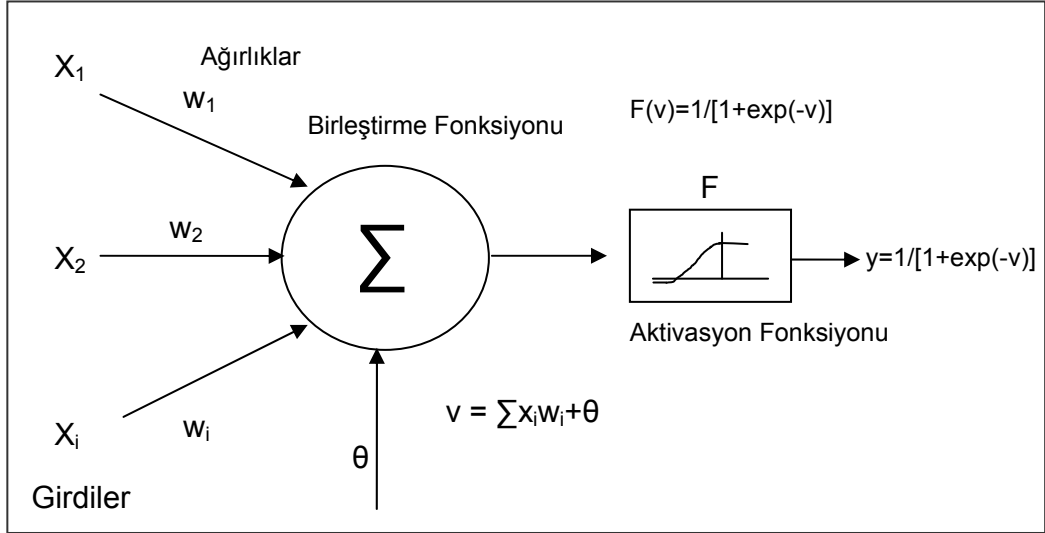 Ağırlıklar
X1
w1
Birleştirme Fonksiyonu
F(v)=1/[1+exp(-v)]
F
w2
X2
∑
y=1/[1+exp(-v)]
Aktivasyon Fonksiyonu
v = ∑xiwi+θ
Xi
wi
θ
Girdiler